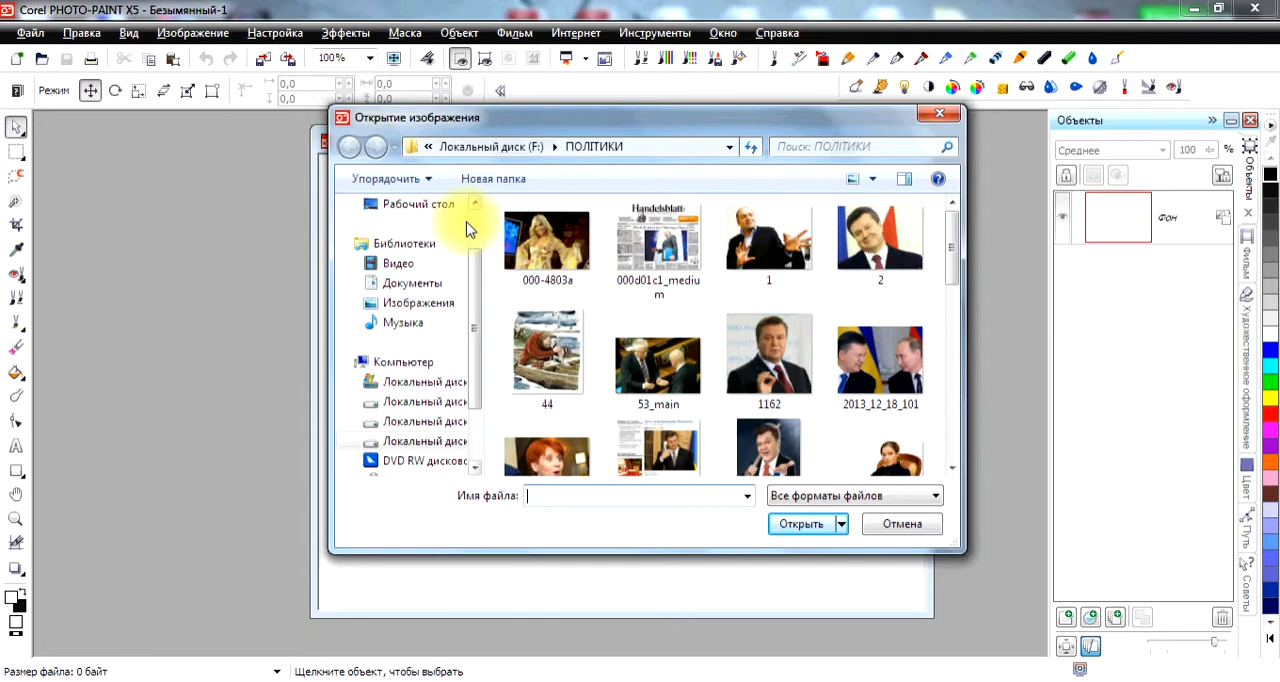 Corel PHOTO-PAINT X5 - Безымянный-1
Файл Правка Вид Изображение Настройка Эффекты Маска Объект Фильм Интернет Инструменты Окно Справка
100%
Режим 0,0 0,0
0,0 0,0
Открытие изображения
« Локальный диск (F:) ПОЛІТИКИ Поиск: ПОЛІТИКИ
Упорядочить Новая папка
Рабочий стол
Библиотеки
Видео
Документы
Изображения
Музыка
Компьютер
Локальный диск
Локальный диск
Локальный диск
Локальный диск
DVD RW дисково
Handelsblatt
000-4803a
000d01c1_mediu
m
1
2
44
53_main
1162
2013_12_18_101
Имя файла: Все форматы файлов
Открыть Отмена
Объекты
Среднее 100 %
Фон
Объекты
Фильм
Художественное оформление
Цвет
Путь
Советы
Размер файла: 0 байт Щелкните объект, чтобы выбрать